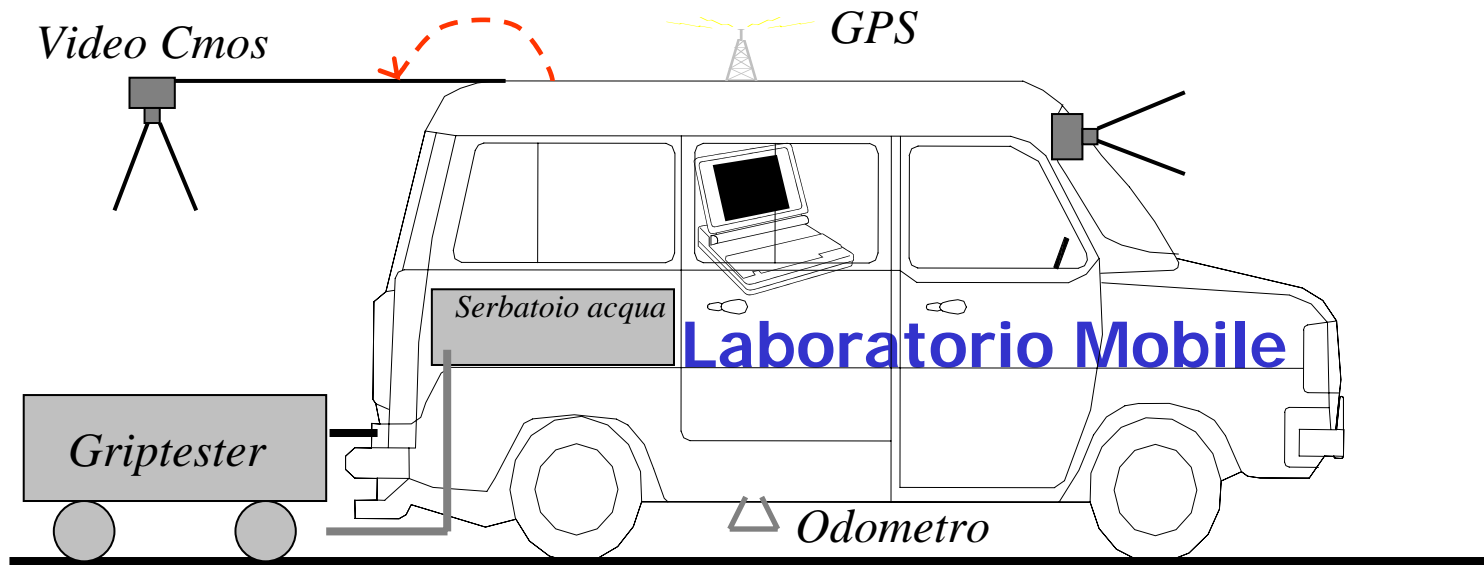 Video Cmos
GPS
Serbatoio acqua
Laboratorio Mobile
Griptester
Odometro